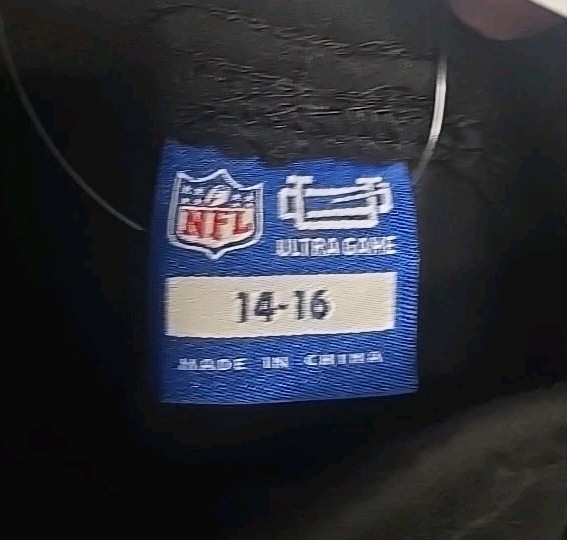 NFL
ULTRA GAME
14-16
MADE IN CHINA